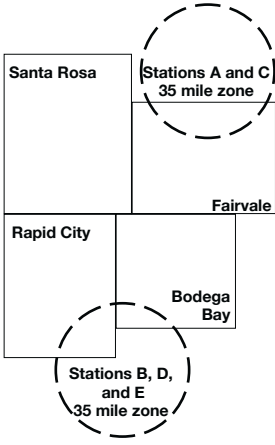 Santa Rosa
Stations A and C
35 mile zone
Fairvale
Rapid City
Bodega
Bay
Stations B, D,
and E
35 mile zone